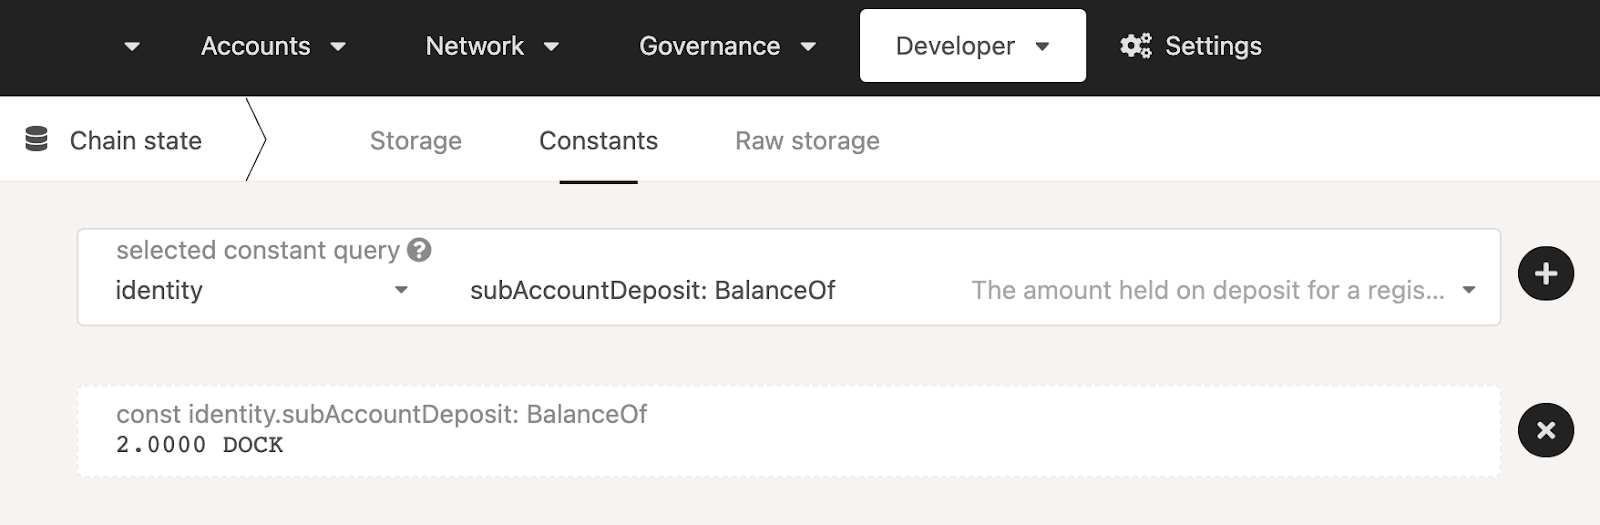 Accounts Network Governance Developer Settings
Chain state Storage Constants Raw storage
selected constant query
identity subAccountDeposit: BalanceOf The amount held on deposit for a regis...
const identity.subAccountDeposit: BalanceOf
2.0000 DOCK